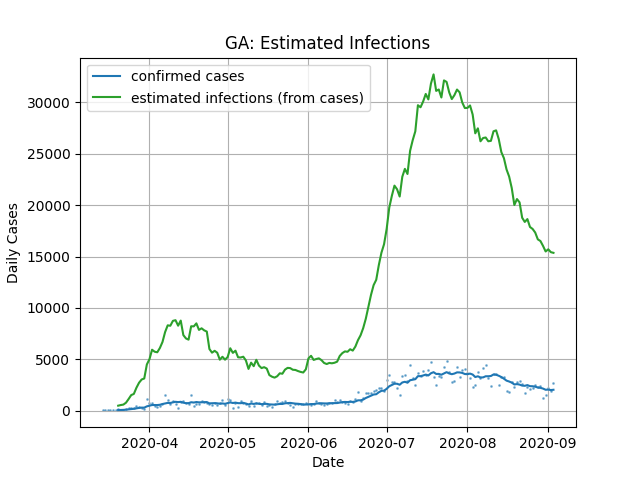 GA: Estimated Infections
confirmed cases
estimated infections (from cases)
Daily Cases
30000
25000
20000
15000
10000
5000
0
2020-04 2020-05 2020-06 2020-07 2020-08 2020-09
Date